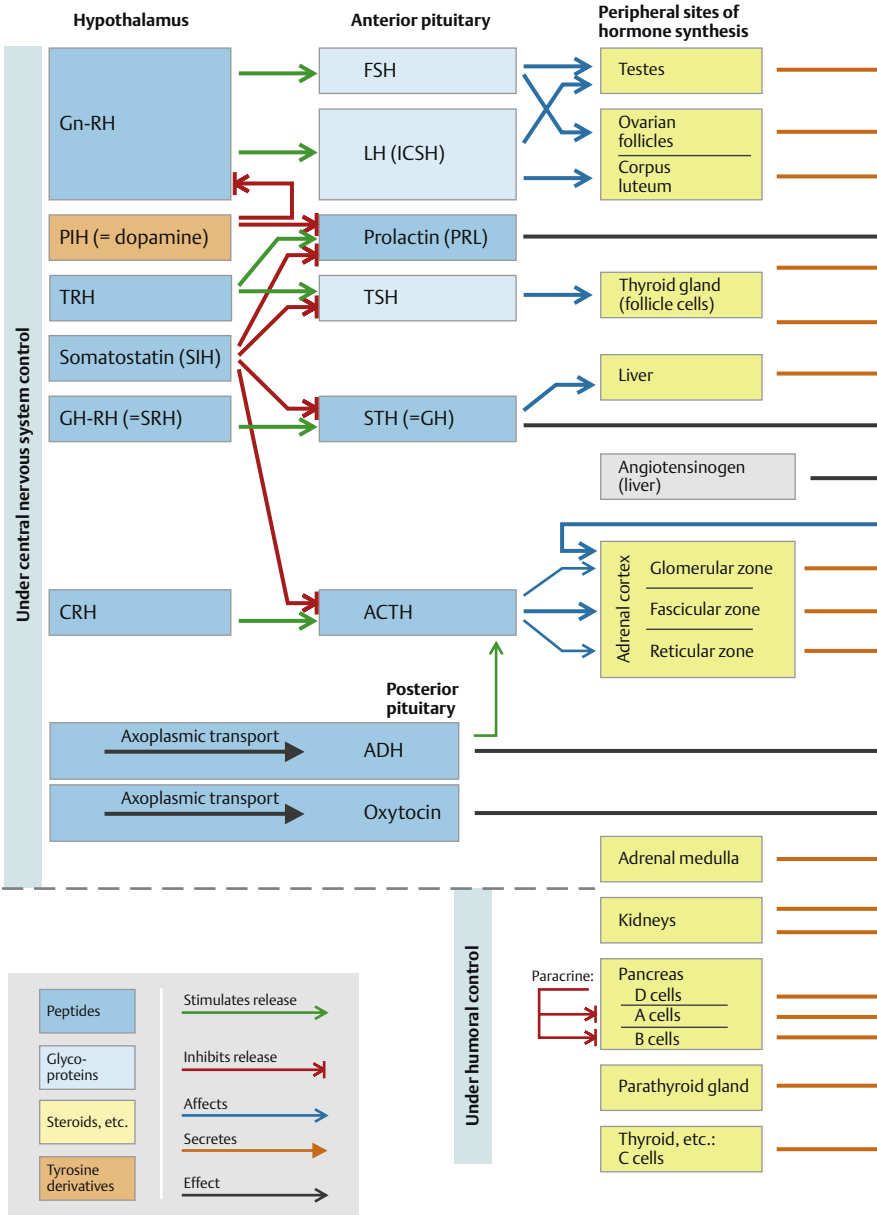 Hypothalamus
Anterior pituitary
Peripheral sites of
hormone synthesis
Under central nervous system control
Gn-RH
FSH
Testes
LH (ICSH)
Ovarian
follicles
Corpus
luteum
PIH (= dopamine)
Prolactin (PRL)
TRH
TSH
Thyroid gland
(follicle cells)
Somatostatin (SIH)
Liver
GH-RH (=SRH)
STH (=GH)
Angiotensinogen
(liver)
Adrenal cortex
Glomerular zone
CRH
ACTH
Fascicular zone
Reticular zone
Posterior
pituitary
Axoplasmic transport
ADH
Axoplasmic transport
Oxytocin
Adrenal medulla
Under humoral control
Kidneys
Paracrine:
Pancreas
D cells
A cells
B cells
Parathyroid gland
Thyroid, etc.:
C cells
Peptides
Stimulates release
Glyco-
proteins
Inhibits release
Steroids, etc.
Affects
Secretes
Tyrosine
derivatives
Effect